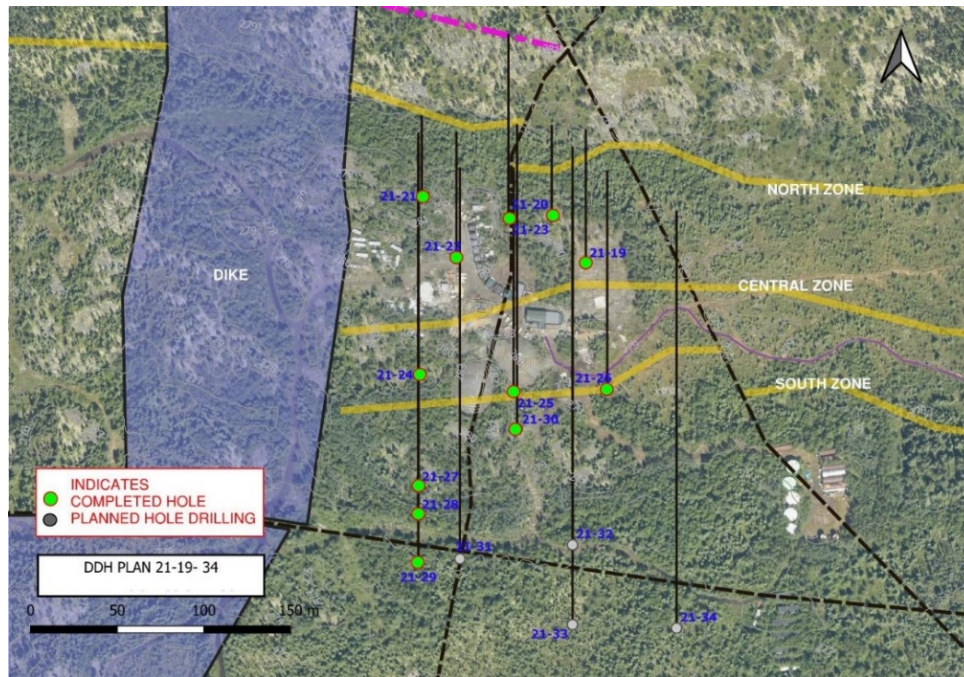 NORTH ZONE
21-21
21-20
21-23
21-19
DIKE
CENTRAL ZONE
21-24
21-26
SOUTH ZONE
21-25
21-30
21-27
INDICATES
COMPLETED HOLE
PLANNED HOLE DRILLING
21-28
21-32
21-31
DDH PLAN 21-19- 34
21-29
0 50 100 150 m
21-33
21-34